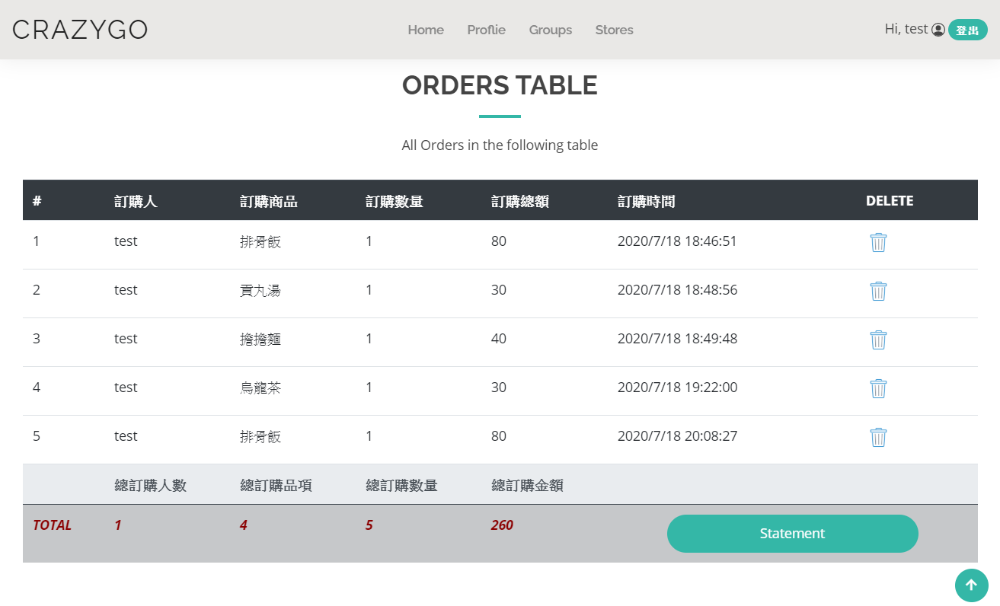 CRAZYGO Home Proflie Groups Stores Hi, test 登出
ORDERS TABLE
All Orders in the following table
# 訂購人 訂購商品 訂購數量 訂購總額 訂購時間 DELETE
1 test 排骨飯 1 80 2020/7/18 18:46:51
2 test 貢丸湯 1 30 2020/7/18 18:48:56
3 test 擔擔麵 1 40 2020/7/18 18:49:48
4 test 烏龍茶 1 30 2020/7/18 19:22:00
5 test 排骨飯 1 80 2020/7/18 20:08:27
總訂購人數 總訂購品項 總訂購數量 總訂購金額
TOTAL 1 4 5 260 Statement